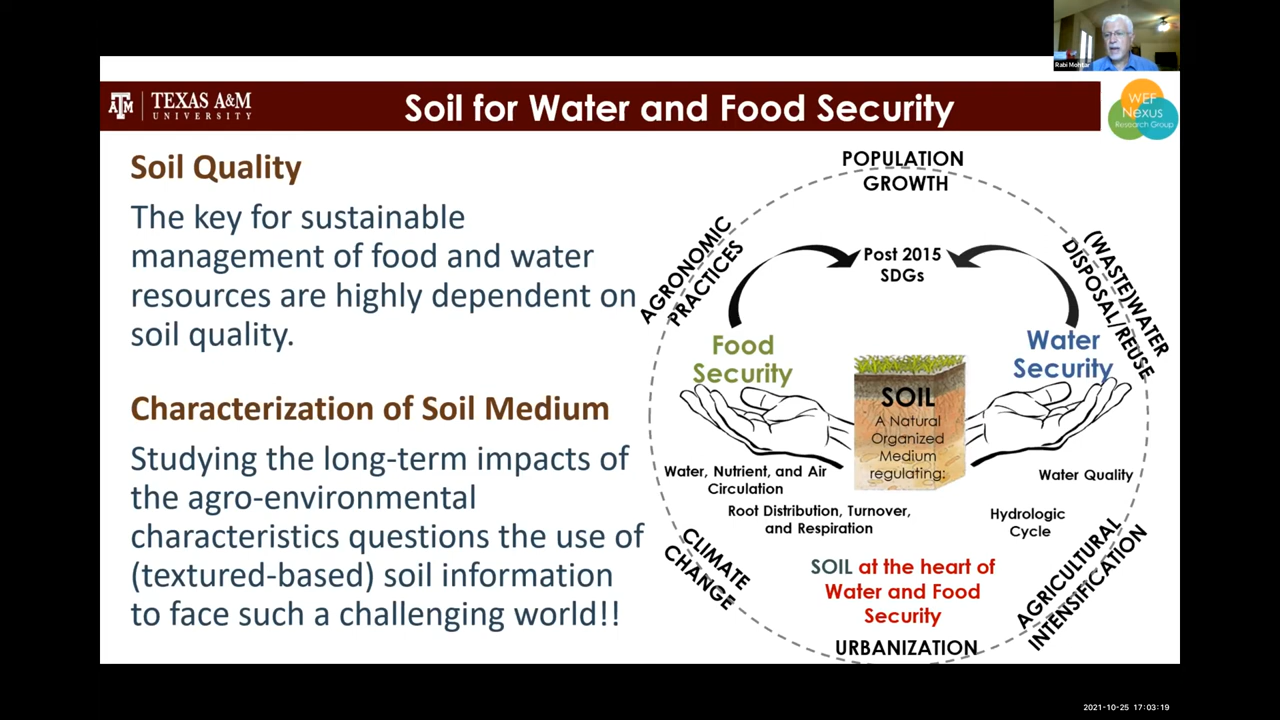 Rabi Mohtar
ĀTM
TEXAS A&M
UNIVERSITY
Soil for Water and Food Security
WEF
Nexus
Research Group
Soil Quality
The key for sustainable
management of food and water
resources are highly dependent on
soil quality.
Characterization of Soil Medium
Studying the long-term impacts of
the agro-environmental
characteristics questions the use of
(textured-based) soil information
to face such a challenging world!!
POPULATION
GROWTH
AGRONOMIC
PRACTICES
(WASTE)WATER
DISPOSAL/REUSE
Post 2015
SDGs
Food
Security
Water
Security
SOIL
A Natural
Organized
Medium
regulating:
Water, Nutrient, and Air
Circulation
Root Distribution, Turnover,
and Respiration
Water Quality
Hydrologic
Cycle
CLIMATE
CHANGE
AGRICULTURAL
INTENSIFICATION
SOIL at the heart of
Water and Food
Security
URBANIZATION
2021-10-25 17:03:19